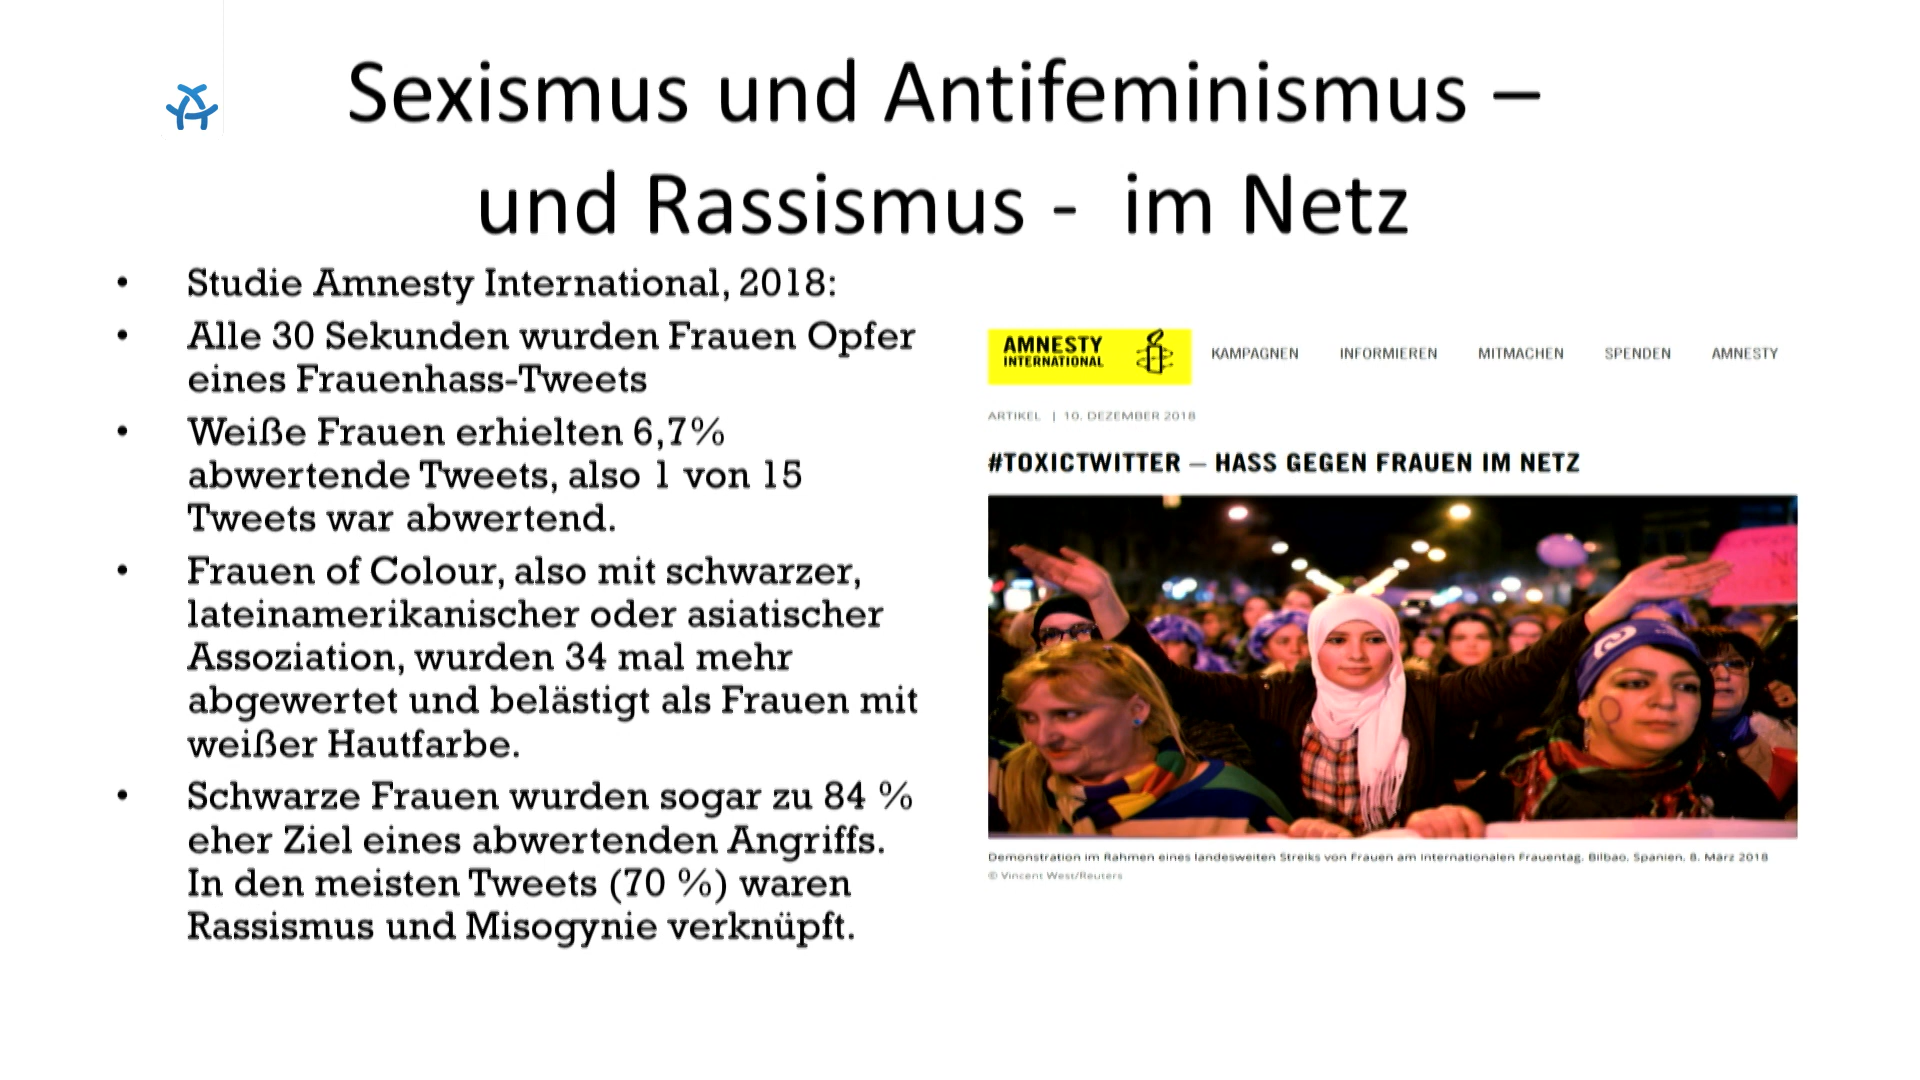 Sexismus und Antifeminismus –
und Rassismus - im Netz
• Studie Amnesty International, 2018:
• Alle 30 Sekunden wurden Frauen Opfer
eines Frauenhass-Tweets
• Weiße Frauen erhielten 6,7%
abwertende Tweets, also 1 von 15
Tweets war abwertend.
• Frauen of Colour, also mit schwarzer,
lateinamerikanischer oder asiatischer
Assoziation, wurden 34 mal mehr
abgewertet und belästigt als Frauen mit
weißer Hautfarbe.
• Schwarze Frauen wurden sogar zu 84 %
eher Ziel eines abwertenden Angriffs.
In den meisten Tweets (70 %) waren
Rassismus und Misogynie verknüpft.
AMNESTY
INTERNATIONAL
KAMPAGNEN INFORMIEREN MITMACHEN SPENDEN AMNESTY
ARTIKEL | 10. DEZEMBER 2018
#TOXICTWITTER – HASS GEGEN FRAUEN IM NETZ
Demonstration im Rahmen eines landesweiten Streiks von Frauen am Internationalen Frauentag. Bilbao, Spanien, 8. März 2018
© Vincent West/Reuters